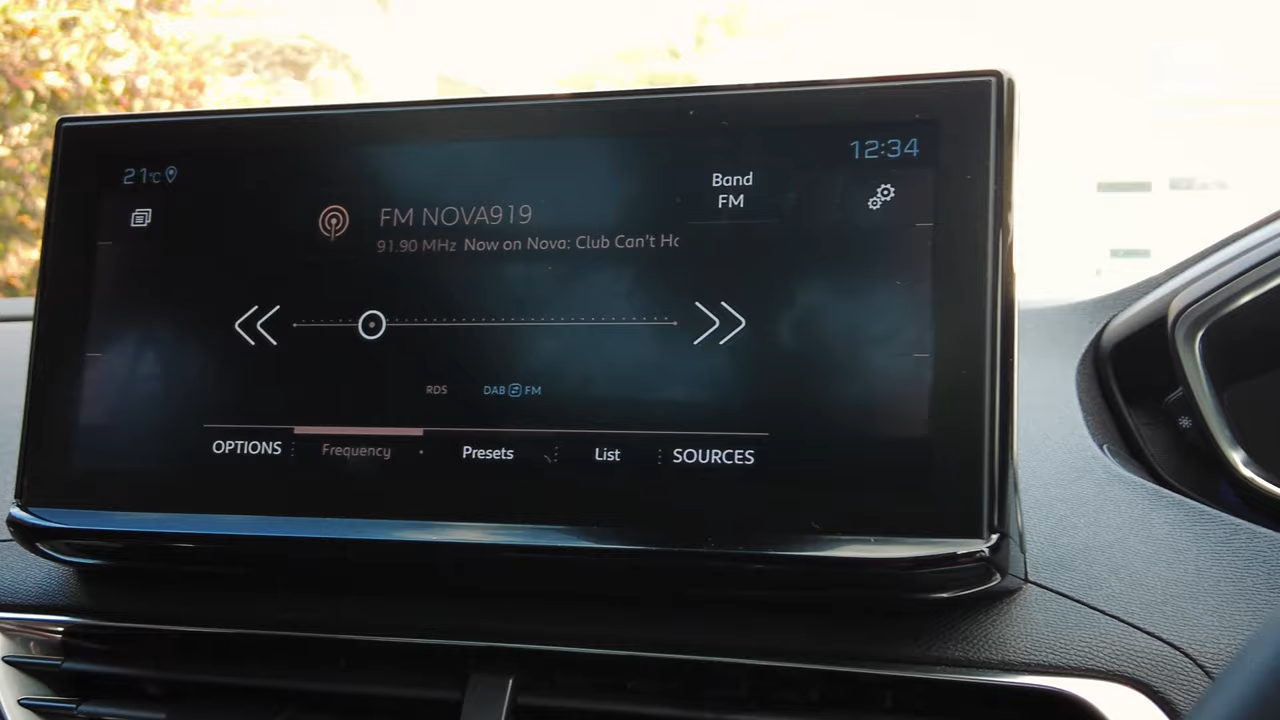 21°C
12:34
Band
FM
FM NOVA919
91.90 MHz Now on Nova: Club Can't Hc
RDS DAB FM
OPTIONS Frequency Presets List SOURCES